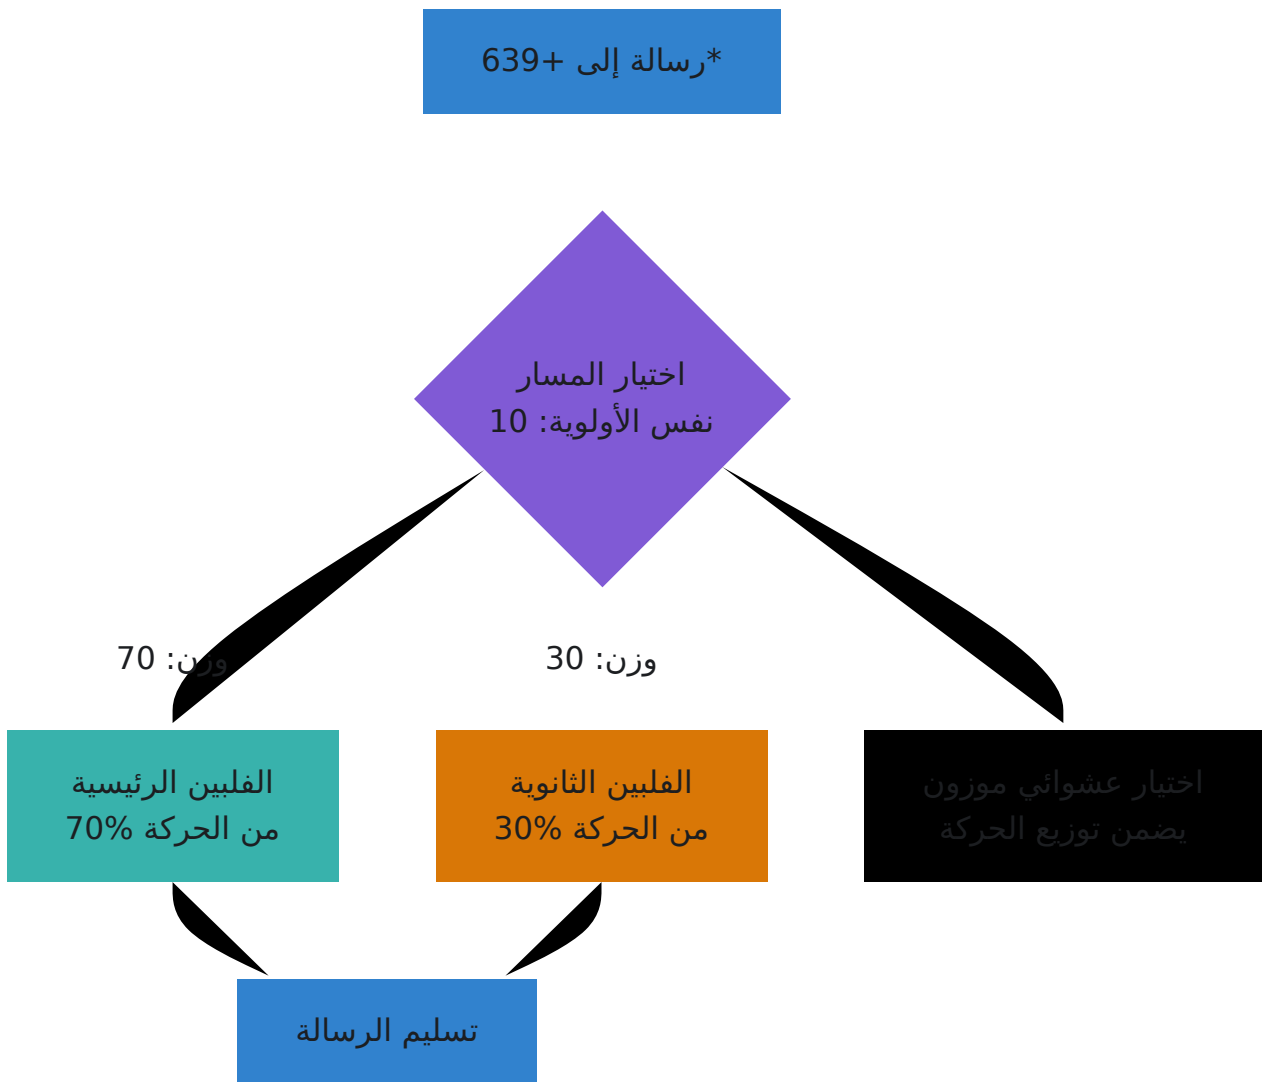 رسالة إلى +639*
اختيار المسار
نفس الأولوية: 10
وزن: 70
وزن: 30
الفلبين الرئيسية
70% من الحركة
الفلبين الثانوية
30% من الحركة
اختيار عشوائي موزون
يضمن توزيع الحركة
تسليم الرسالة